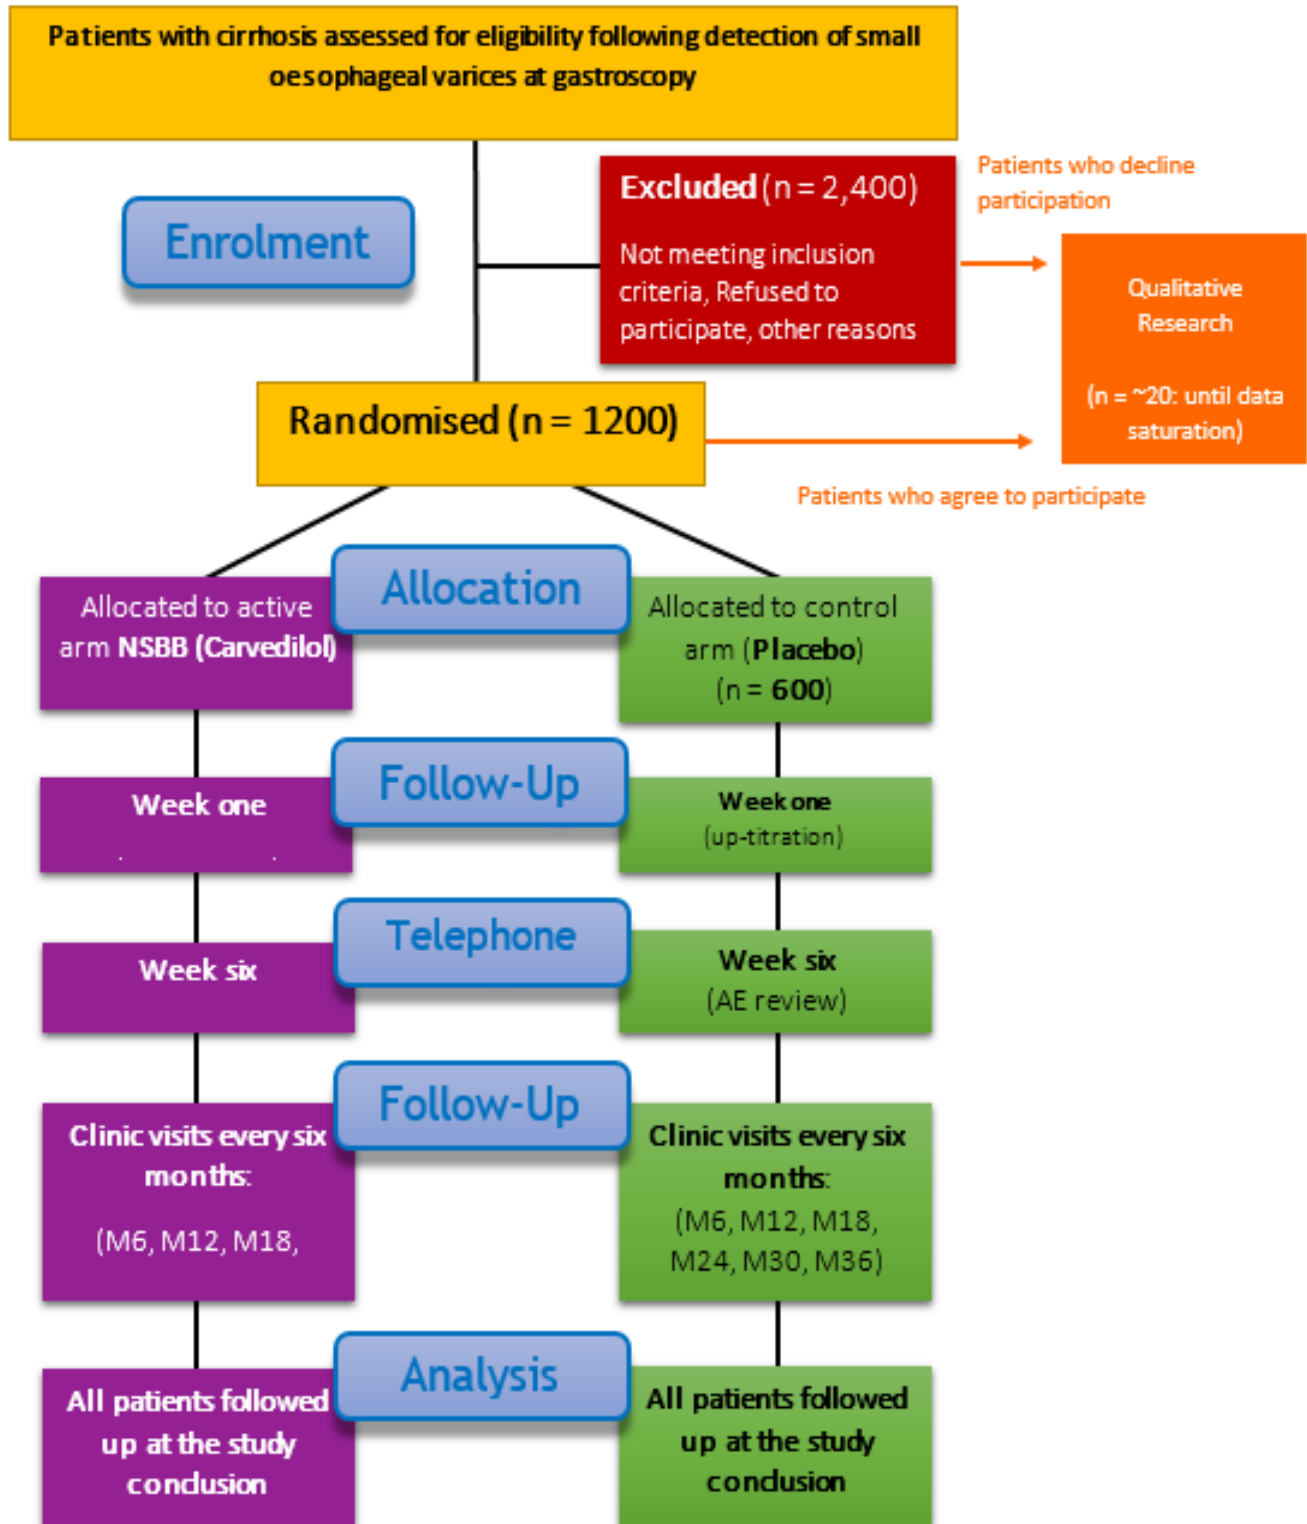 Patients with cirrhosis assessed for eligibility following detection of small
oesophageal varices at gastroscopy
Enrolment
Excluded (n = 2,400)
Not meeting inclusion
criteria, Refused to
participate, other reasons
Patients who decline
participation
Qualitative
Research
(n = ~20: until data
saturation)
Randomised (n = 1200)
Patients who agree to participate
Allocation
Allocated to active
arm NSBB (Carvedilol)
Allocated to control
arm (Placebo)
(n = 600)
Follow-Up
Week one
Week one
(up-titration)
Telephone
Week six
Week six
(AE review)
Follow-Up
Clinic visits every six
months:
(M6, M12, M18,
Clinic visits every six
months:
(M6, M12, M18,
M24, M30, M36)
Analysis
All patients followed
up at the study
conclusion
All patients followed
up at the study
conclusion